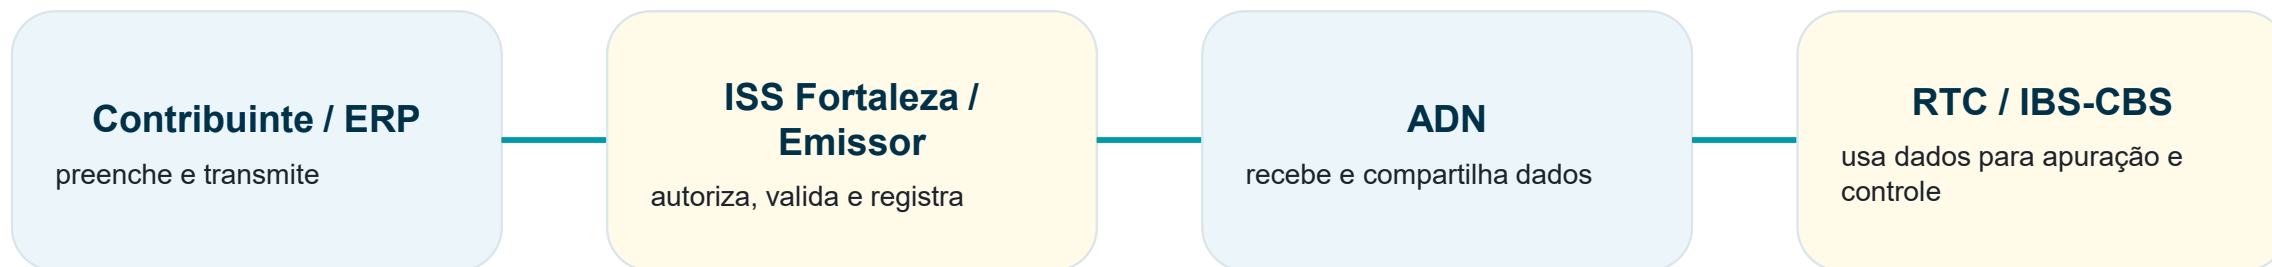 Contribuinte / ERP
preenche e transmite
ISS Fortaleza /
Emissor
autoriza, valida e registra
ADN
recebe e compartilha dados
RTC / IBS-CBS
usa dados para apuração e
controle